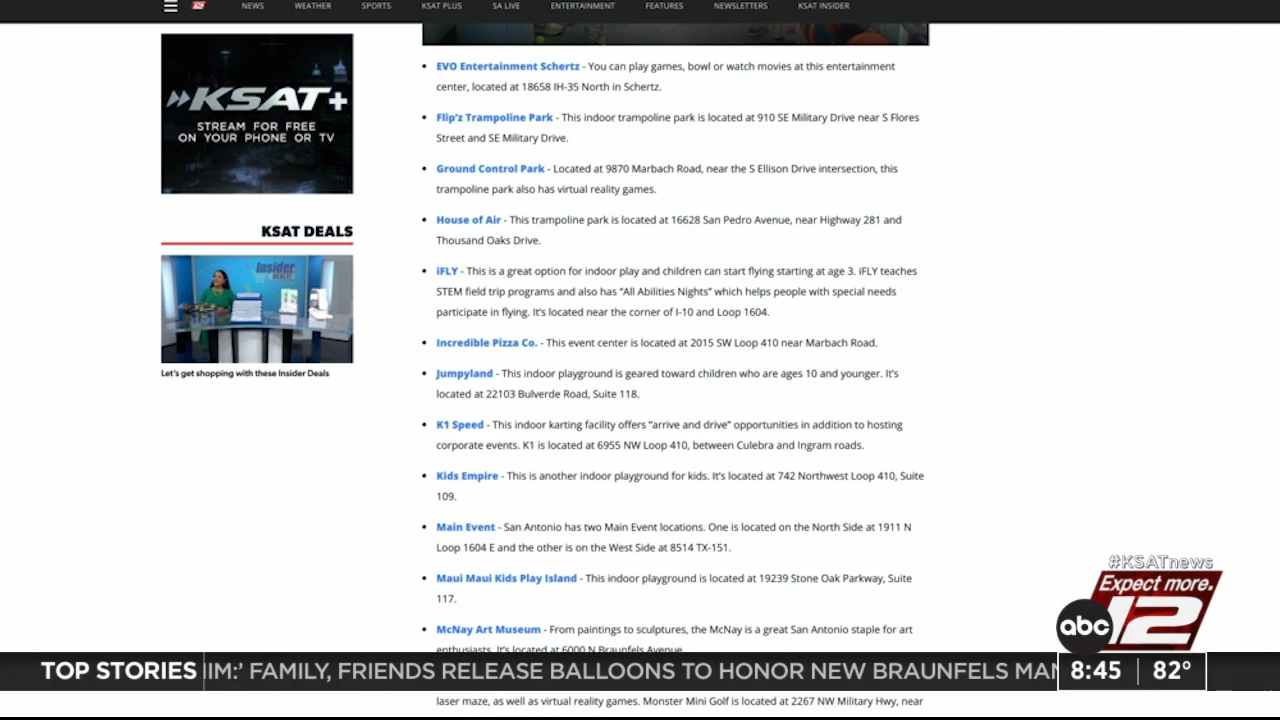 NEWS WEATHER SPORTS KSAT PLUS SA LIVE ENTERTAINMENT FEATURES NEWSLETTERS KSAT INSIDER
KSAT+
STREAM FOR FREE
ON YOUR PHONE OR TV
KSAT DEALS
Insider
Let's get shopping with these Insider Deals
• EVO Entertainment Schertz - You can play games, bowl or watch movies at this entertainment
center, located at 18658 IH-35 North in Schertz.
• Flip'z Trampoline Park - This indoor trampoline park is located at 910 SE Military Drive near S Flores
Street and SE Military Drive.
• Ground Control Park - Located at 9870 Marbach Road, near the S Ellison Drive intersection, this
trampoline park also has virtual reality games.
• House of Air - This trampoline park is located at 16628 San Pedro Avenue, near Highway 281 and
Thousand Oaks Drive.
• iFLY - This is a great option for indoor play and children can start flying starting at age 3. iFLY teaches
STEM field trip programs and also has “All Abilities Nights” which helps people with special needs
participate in flying. It's located near the corner of I-10 and Loop 1604.
• Incredible Pizza Co. - This event center is located at 2015 SW Loop 410 near Marbach Road.
• Jumpyland - This indoor playground is geared toward children who are ages 10 and younger. It's
located at 22103 Bulverde Road, Suite 118.
• K1 Speed - This indoor karting facility offers “arrive and drive” opportunities in addition to hosting
corporate events. K1 is located at 6955 NW Loop 410, between Culebra and Ingram roads.
• Kids Empire - This is another indoor playground for kids. It's located at 742 Northwest Loop 410, Suite
109.
• Main Event - San Antonio has two Main Event locations. One is located on the North Side at 1911 N
Loop 1604 E and the other is on the West Side at 8514 TX-151.
• Maui Maui Kids Play Island - This indoor playground is located at 19239 Stone Oak Parkway, Suite
117.
• McNay Art Museum - From paintings to sculptures, the McNay is a great San Antonio staple for art
enthusiasts. It's located at 6000 N Braunfels Avenue.
#KSATnews
Expect more.
abc 12
TOP STORIES IM:' FAMILY, FRIENDS RELEASE BALLOONS TO HONOR NEW BRAUNFELS MAN
8:45 82°
laser maze, as well as virtual reality games. Monster Mini Golf is located at 2267 NW Military Hwy, near